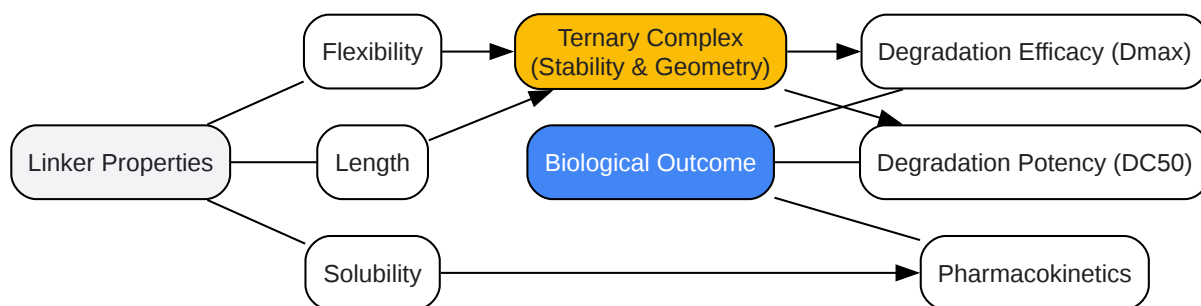 Flexibility
Ternary Complex
(Stability & Geometry)
Degradation Efficacy (Dmax)
Linker Properties
Length
Biological Outcome
Degradation Potency (DC50)
Solubility
Pharmacokinetics